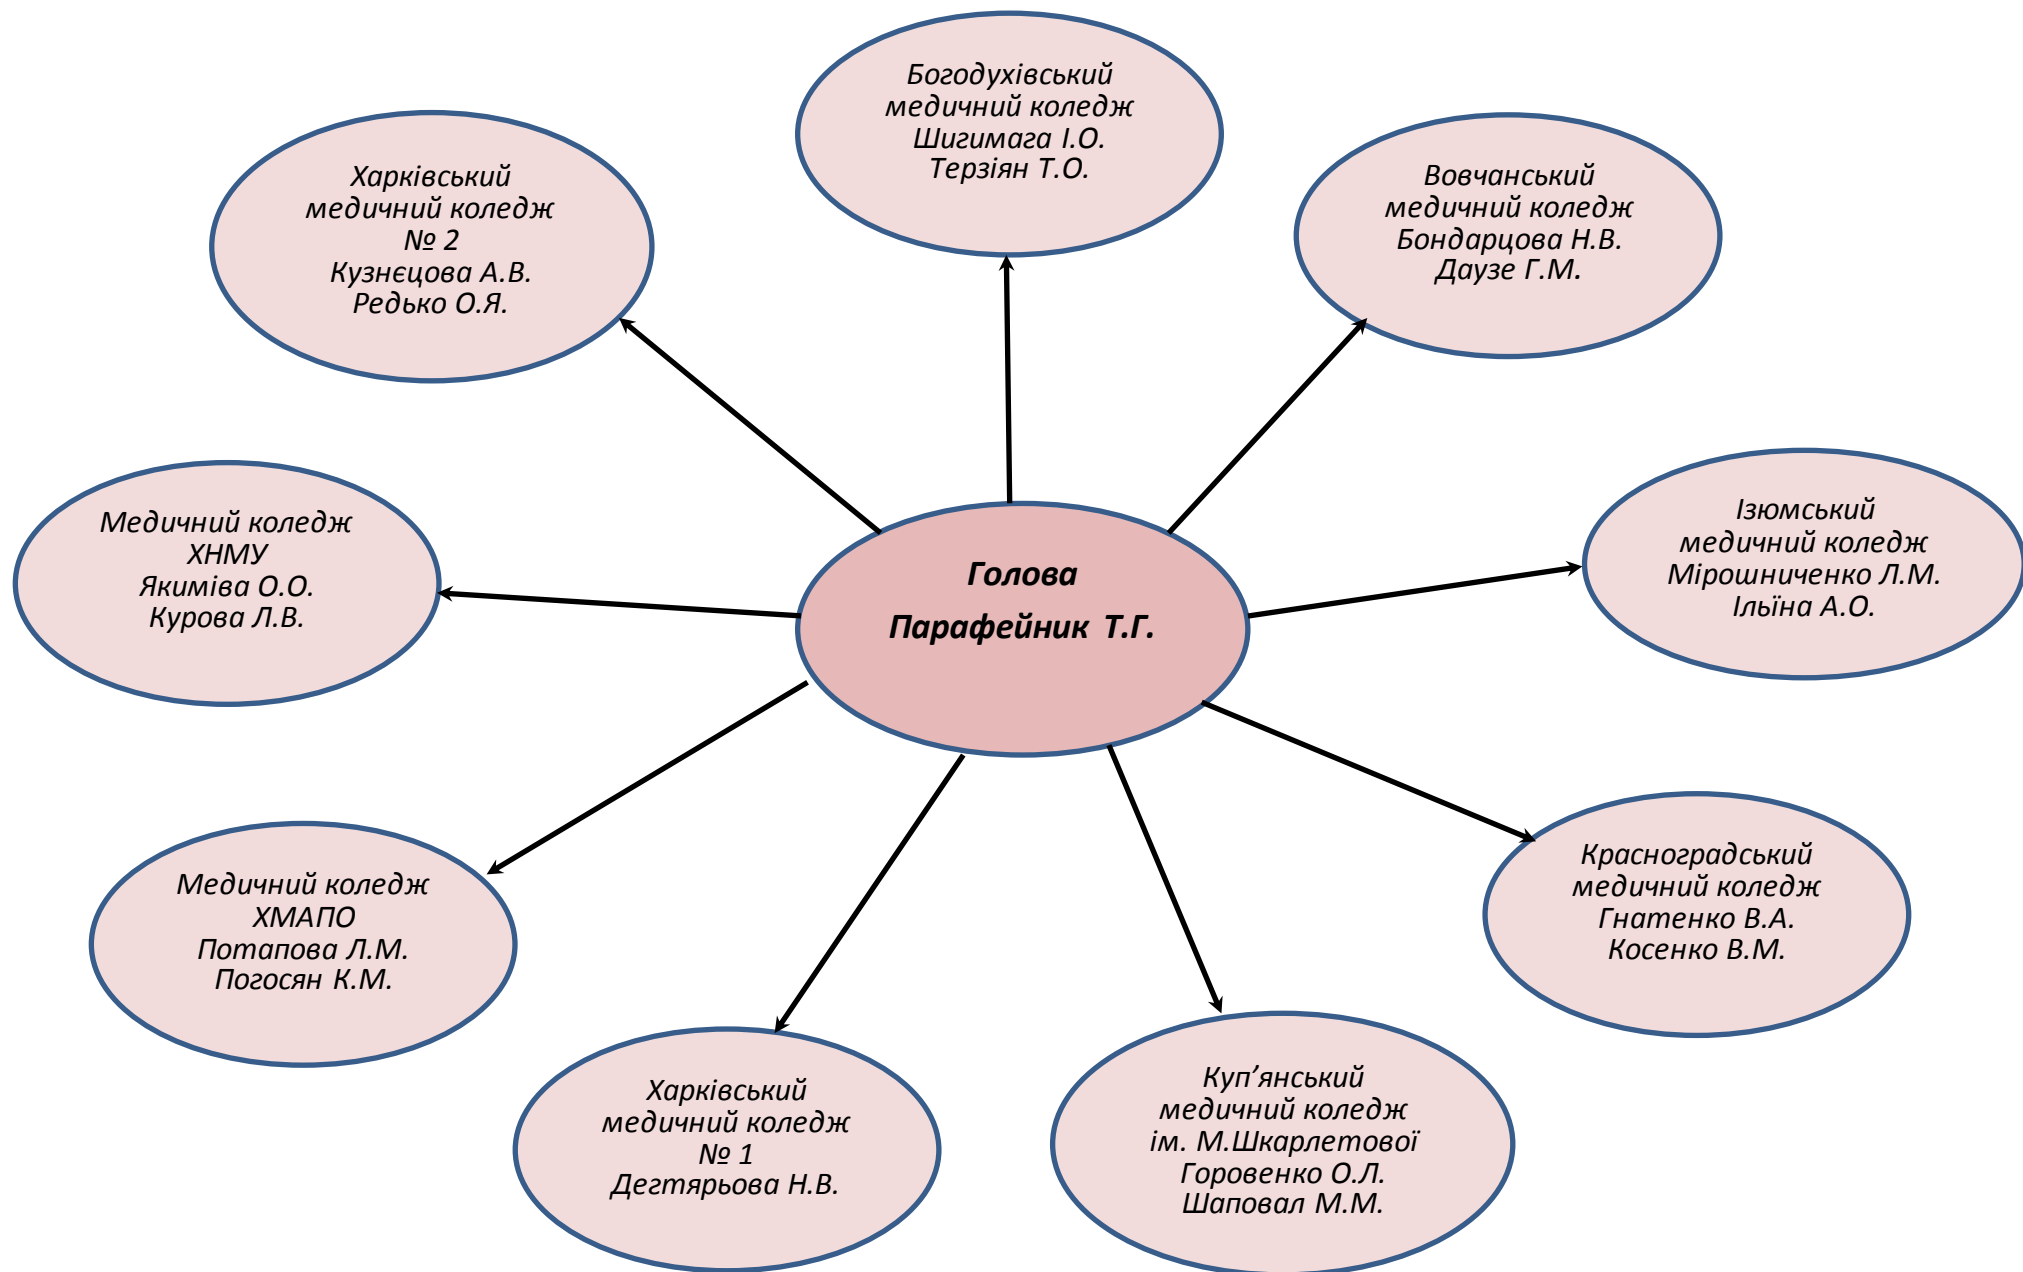 Богодухівський
медичний коледж
Шигимага І.О.
Терзіян Т.О.
Харківський
медичний коледж
№ 2
Кузнєцова А.В.
Редько О.Я.
Вовчанський
медичний коледж
Бондарцова Н.В.
Даузе Г.М.
Медичний коледж
ХНМУ
Якиміва О.О.
Курова Л.В.
Голова
Парафейник Т.Г.
Ізюмський
медичний коледж
Мірошниченко Л.М.
Ільїна А.О.
Медичний коледж
ХМАПО
Потапова Л.М.
Погосян К.М.
Красноградський
медичний коледж
Гнатенко В.А.
Косенко В.М.
Харківський
медичний коледж
№ 1
Дегтярьова Н.В.
Куп’янський
медичний коледж
ім. М.Шкарлетової
Горовенко О.Л.
Шаповал М.М.